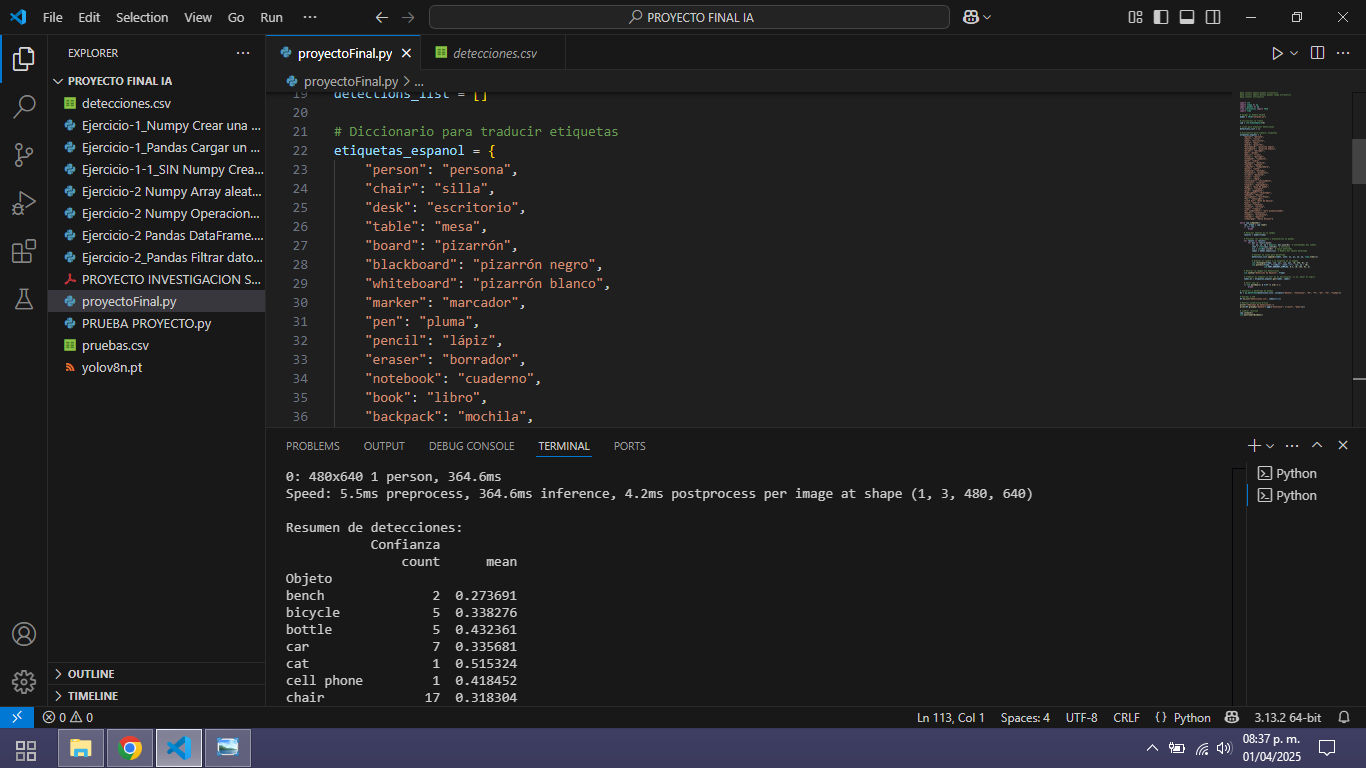 File Edit Selection View Go Run ··· PROYECTO FINAL IA
EXPLORER ···
PROYECTO FINAL IA
detecciones.csv
Ejercicio-1_Numpy Crear una ...
Ejercicio-1_Pandas Cargar un ...
Ejercicio-1-1_SIN Numpy Crea...
Ejercicio-2 Numpy Array aleat...
Ejercicio-2 Numpy Operacion...
Ejercicio-2 Pandas DataFrame....
Ejercicio-2_Pandas Filtrar dato...
PROYECTO INVESTIGACION S...
proyectoFinal.py
PRUEBA PROYECTO.py
pruebas.csv
yolov8n.pt
OUTLINE
TIMELINE
proyectoFinal.py detecciones.csv
proyectoFinal.py > ...
19 detections_list = []
20
21 # Diccionario para traducir etiquetas
22 etiquetas_espanol = {
23 "person": "persona",
24 "chair": "silla",
25 "desk": "escritorio",
26 "table": "mesa",
27 "board": "pizarrón",
28 "blackboard": "pizarrón negro",
29 "whiteboard": "pizarrón blanco",
30 "marker": "marcador",
31 "pen": "pluma",
32 "pencil": "lápiz",
33 "eraser": "borrador",
34 "notebook": "cuaderno",
35 "book": "libro",
36 "backpack": "mochila",
PROBLEMS OUTPUT DEBUG CONSOLE TERMINAL PORTS
0: 480x640 1 person, 364.6ms
Speed: 5.5ms preprocess, 364.6ms inference, 4.2ms postprocess per image at shape (1, 3, 480, 640)
Resumen de detecciones:
Confianza
count mean
Objeto
bench 2 0.273691
bicycle 5 0.338276
bottle 5 0.432361
car 7 0.335681
cat 1 0.515324
cell phone 1 0.418452
chair 17 0.318304
Python
Python
0 0 Ln 113, Col 1 Spaces: 4 UTF-8 CRLF {} Python 3.13.2 64-bit
08:37 p. m.
01/04/2025